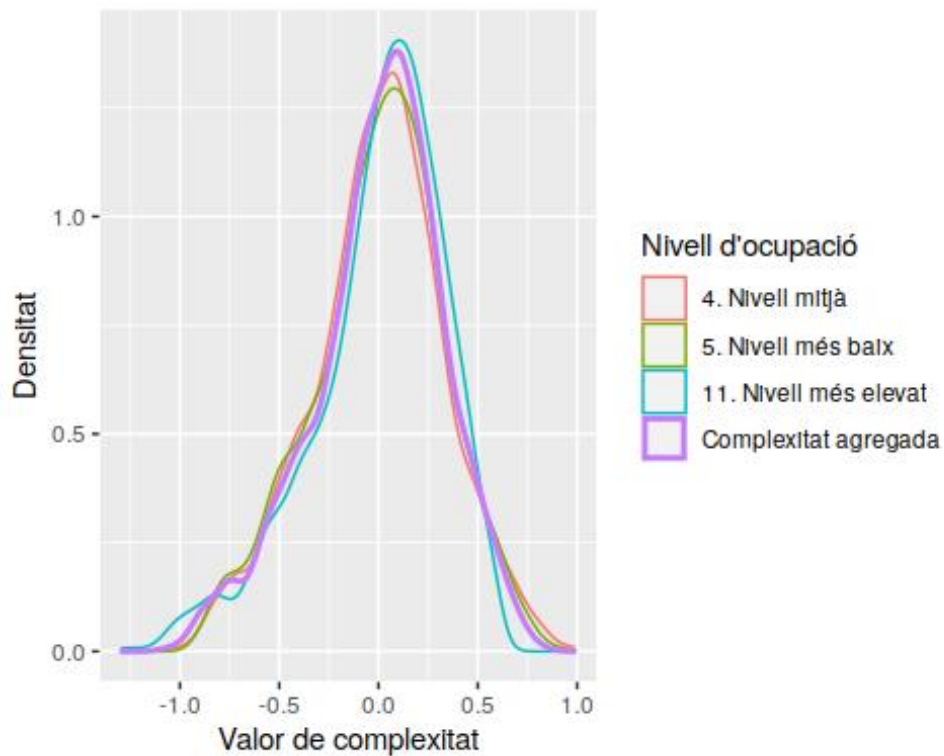 1.0
0.5
0.0
Densitat
-1.0 -0.5 0.0 0.5 1.0
Valor de complexitat
Nivell d'ocupació
4. Nivell mitjà
5. Nivell més baix
11. Nivell més elevat
Complexitat agregada